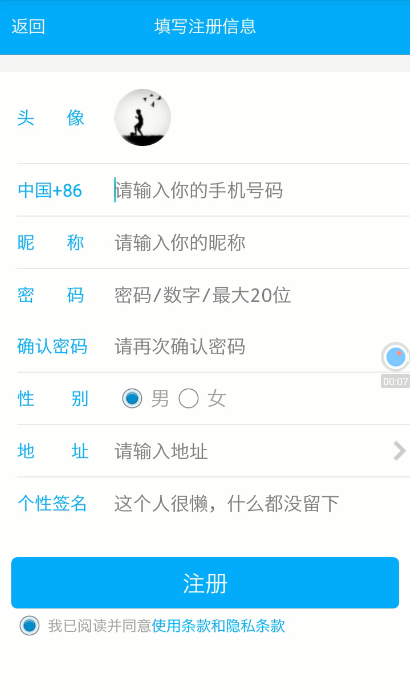 返回 填写注册信息
头 像
中国+86 请输入你的手机号码
昵 称 请输入你的昵称
密 码 密码/数字/最大20位
确认密码 请再次确认密码
00:07
性 别 男 女
地 址 请输入地址
个性签名 这个人很懒，什么都没留下
注册
我已阅读并同意使用条款和隐私条款